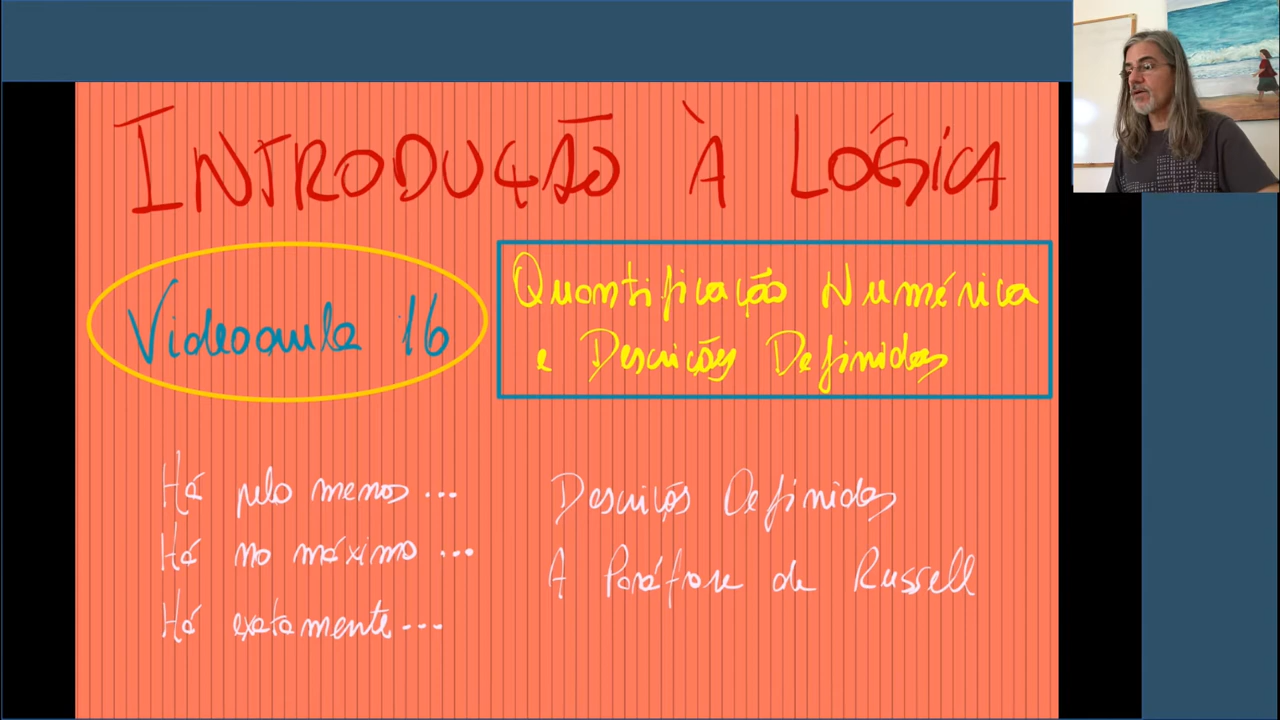 INTRODUÇÃO À LÓGICA
Videoaula 16
Quantificação Numérica
e Descrições Definidas
Há pelo menos...
Há no máximo...
Há exatamente...
Descrições Definidas
A Paráfrase de Russell